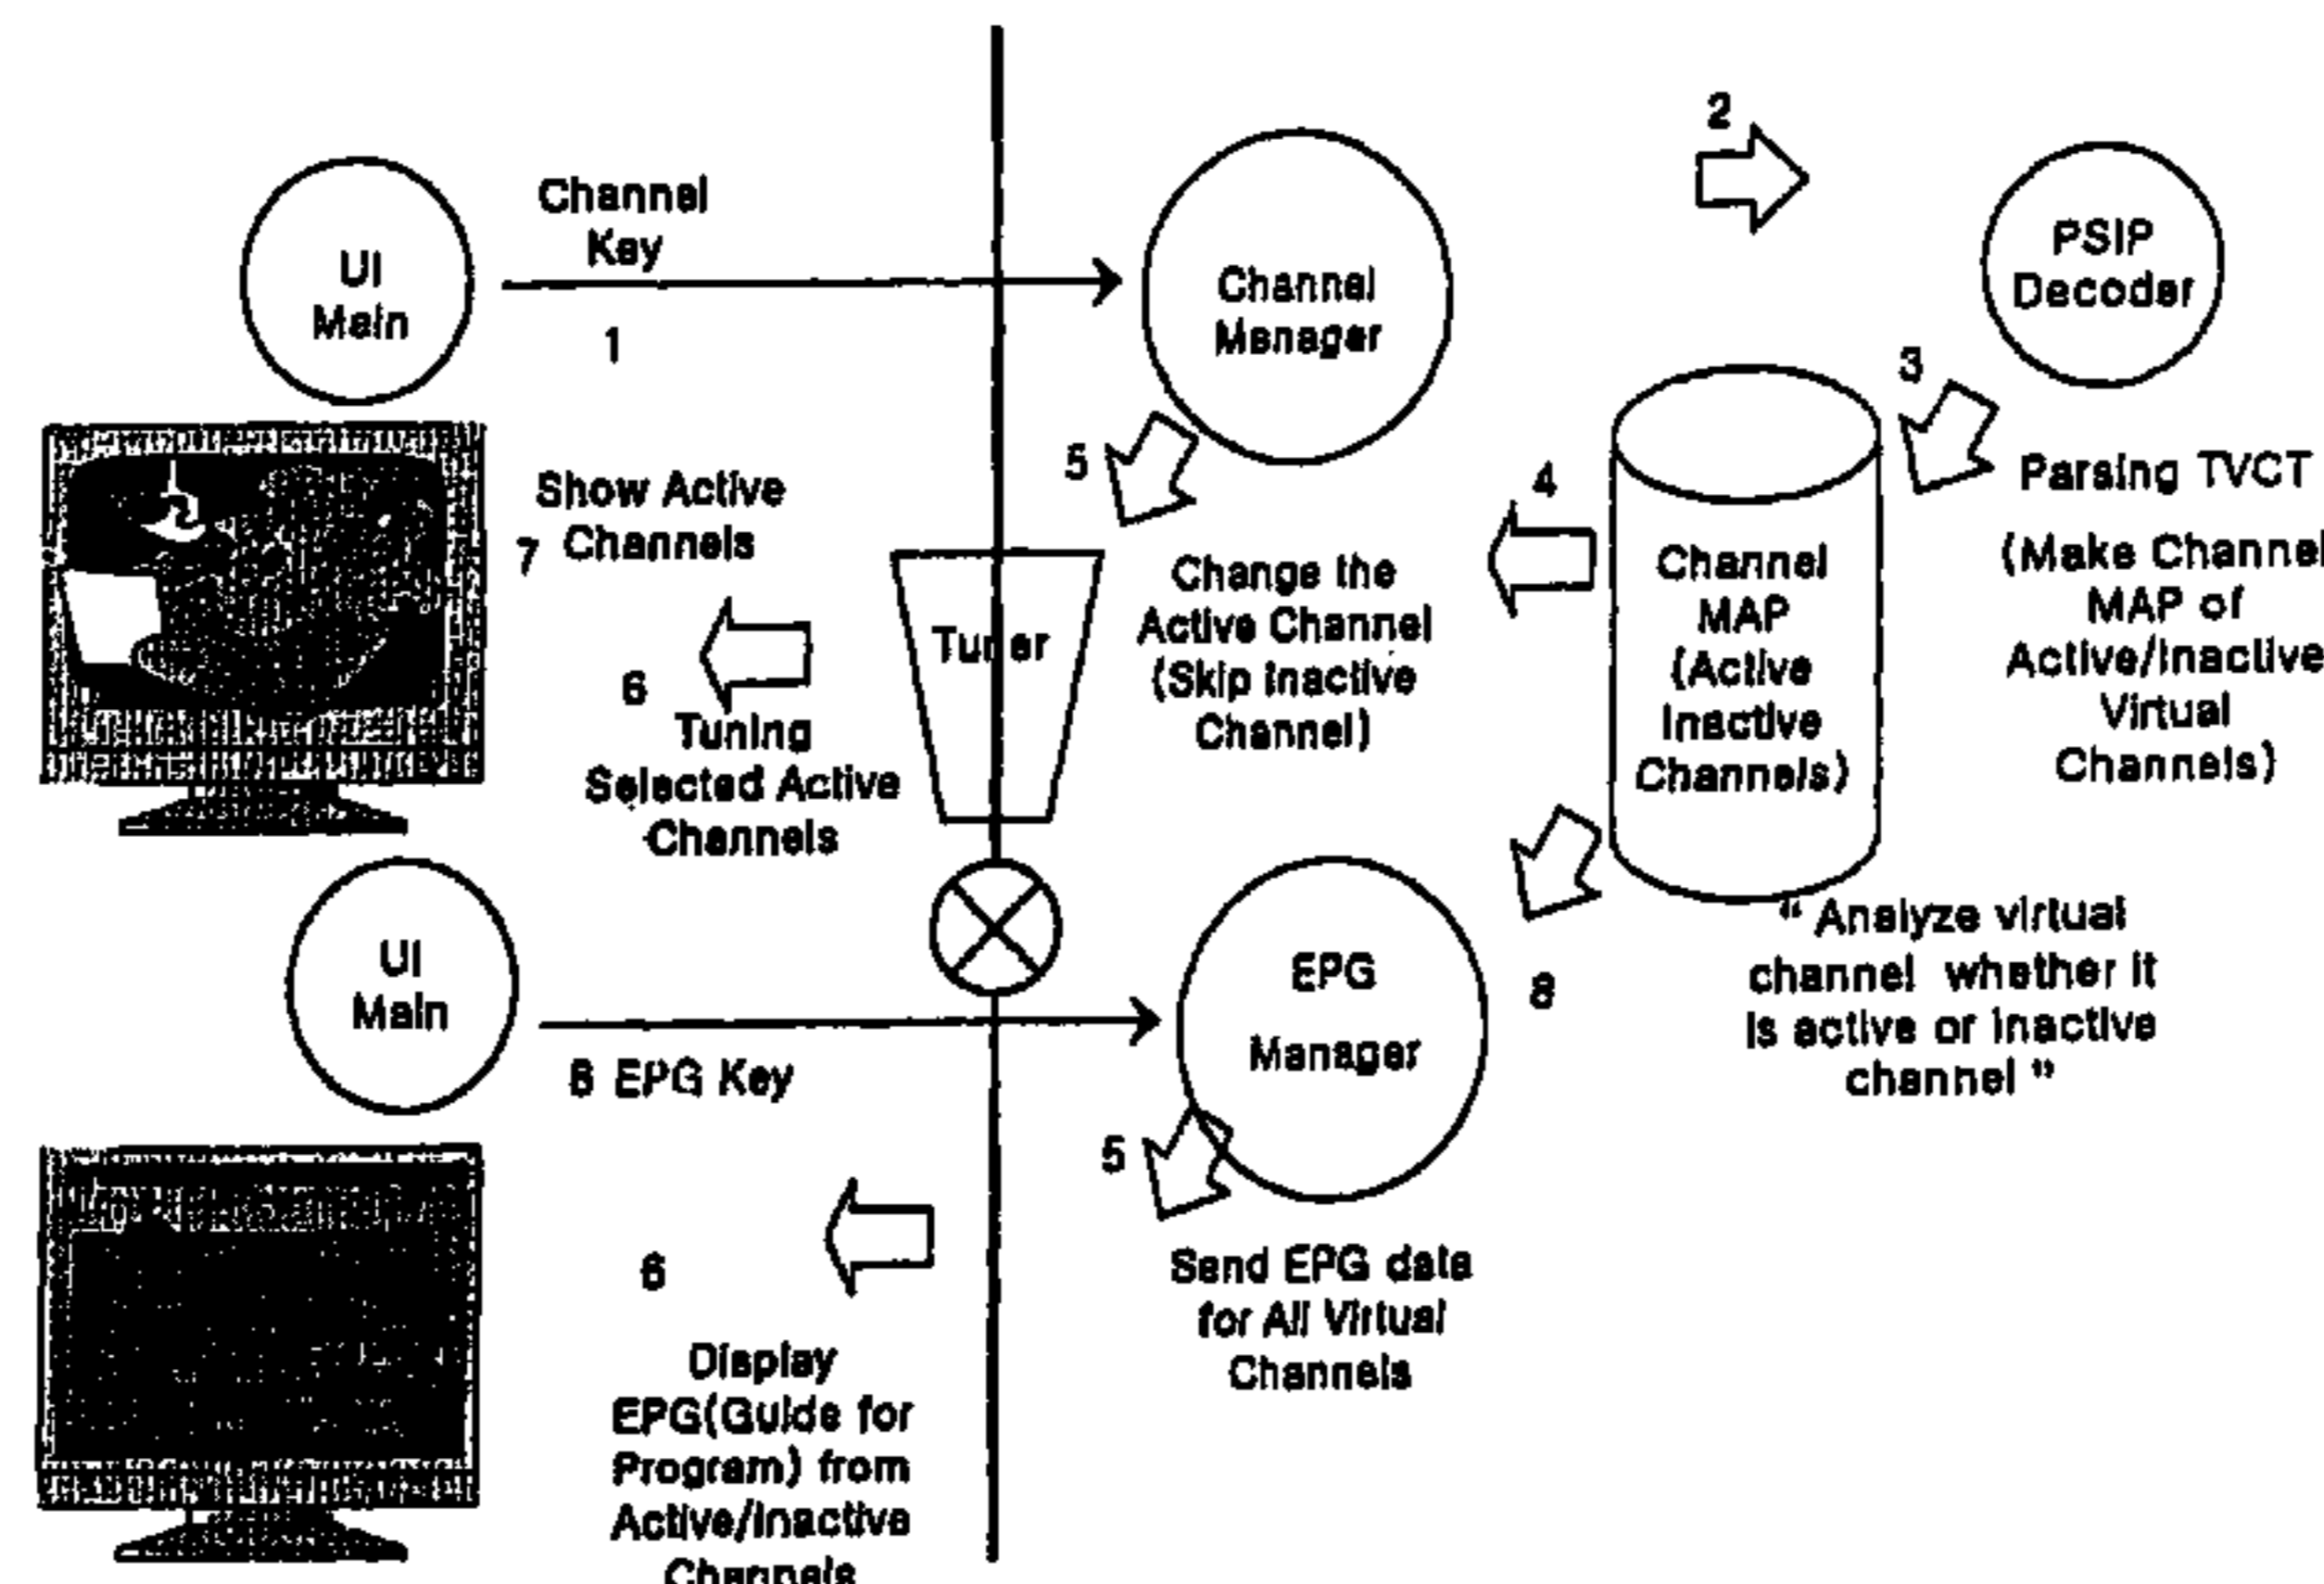 UI
Main
Channel
Key
1
Channel
Manager
2
PSIP
Decoder
3
Parsing TVCT
(Make Channel
MAP of
Active/Inactive
Virtual
Channels)
Channel
MAP
(Active
Inactive
Channels)
4
5
Change the
Active Channel
(Skip Inactive
Channel)
Tuner
6
Tuning
Selected Active
Channels
7
Show Active
Channels
UI
Main
8 EPG Key
EPG
Manager
8
" Analyze virtual
channel whether it
is active or inactive
channel "
5
Send EPG data
for All Virtual
Channels
6
Display
EPG(Guide for
Program) from
Active/Inactive
Channels